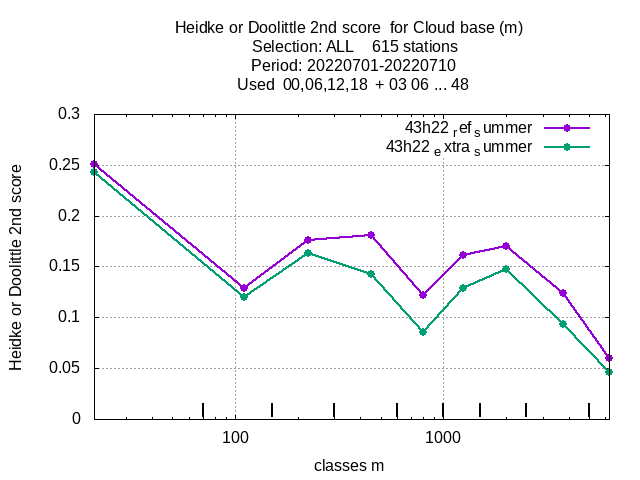 Heidke or Doolittle 2nd score  for Cloud base (m)
Selection: ALL    615 stations
Period: 20220701-20220710
Used  00,06,12,18  + 03 06 ... 48
43h22 ref summer
43h22 extra summer
0.3
0.25
0.2
0.15
0.1
0.05
0
Heidke or Doolittle 2nd score
100
1000
classes m